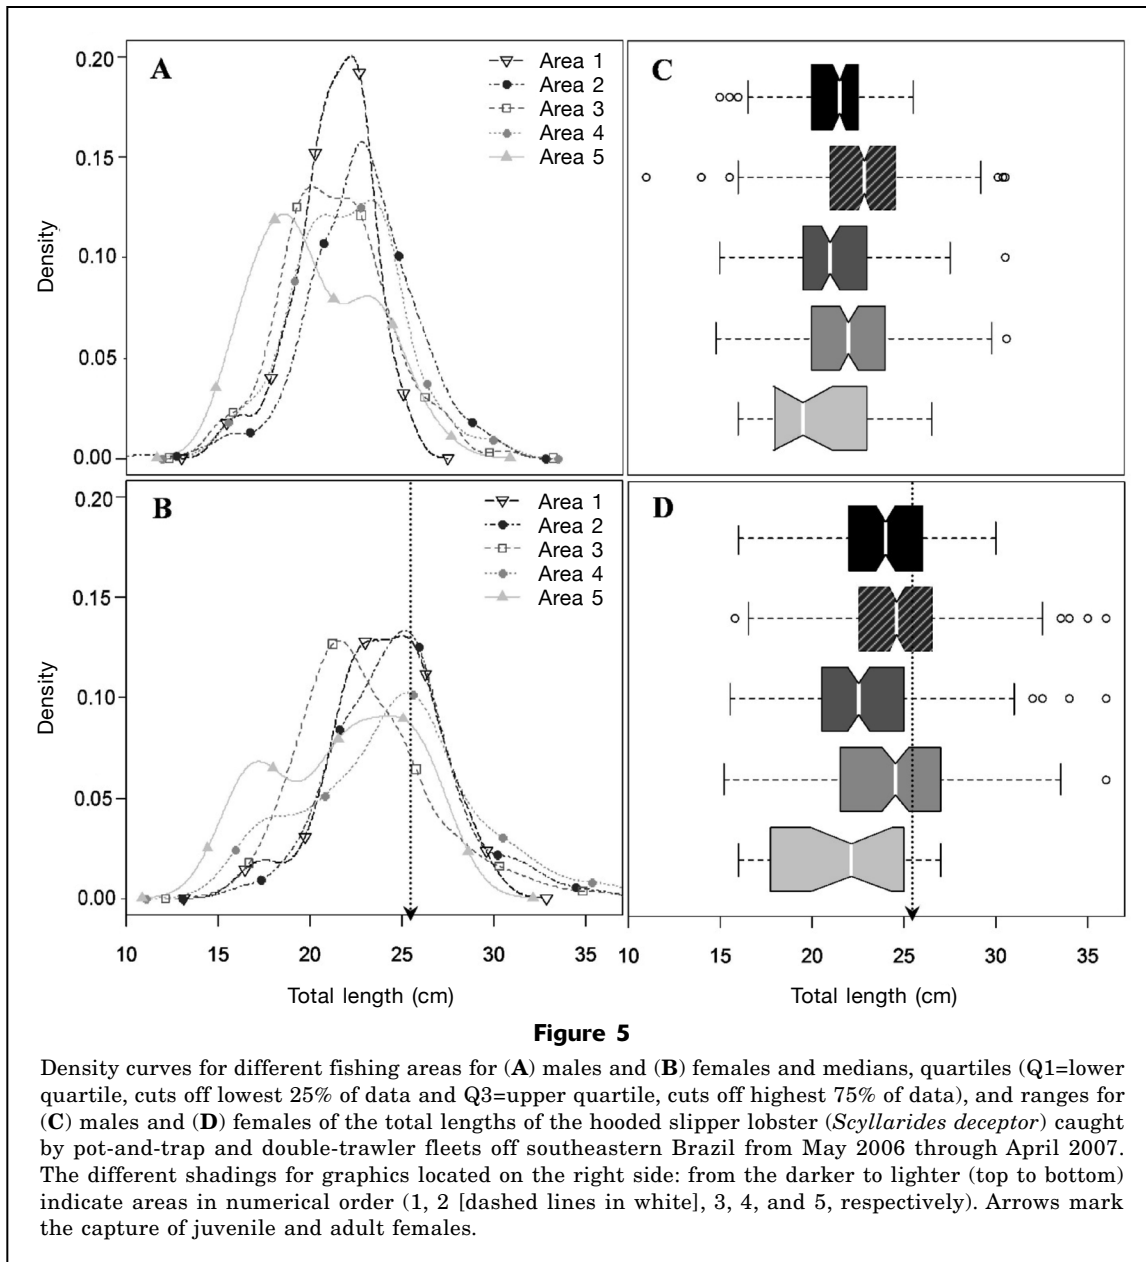 A
Area 1
Area 2
Area 3
Area 4
Area 5
0.20
0.15
0.10
0.05
0.00
Density
C
B
Area 1
Area 2
Area 3
Area 4
Area 5
0.20
0.15
0.10
0.05
0.00
Density
10 15 20 25 30 35
Total length (cm)
D
10 15 20 25 30 35
Total length (cm)
Figure 5
Density curves for different fishing areas for (A) males and (B) females and medians, quartiles (Q1=lower
quartile, cuts off lowest 25% of data and Q3=upper quartile, cuts off highest 75% of data), and ranges for
(C) males and (D) females of the total lengths of the hooded slipper lobster (Scyllarides deceptor) caught
by pot-and-trap and double-trawler fleets off southeastern Brazil from May 2006 through April 2007.
The different shadings for graphics located on the right side: from the darker to lighter (top to bottom)
indicate areas in numerical order (1, 2 [dashed lines in white], 3, 4, and 5, respectively). Arrows mark
the capture of juvenile and adult females.